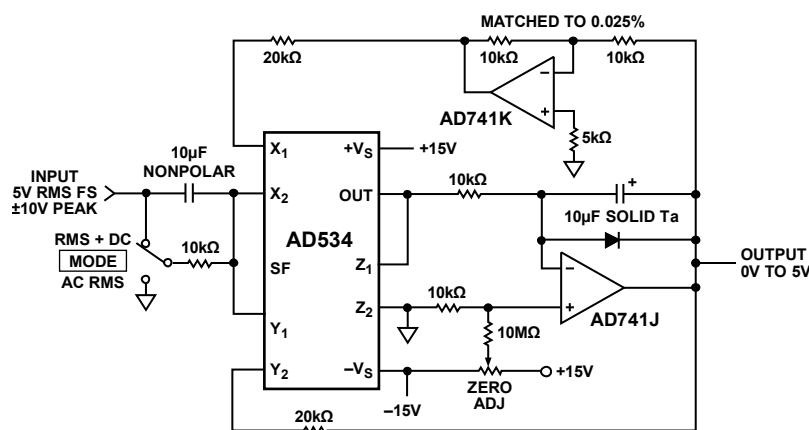 MATCHED TO 0.025%
20kΩ
10kΩ
10kΩ
AD741K
5kΩ
INPUT
5V RMS FS
±10V PEAK
10µF
NONPOLAR
RMS + DC
MODE
AC RMS
10kΩ
X1
X2
SF
Y1
Y2
AD534
+VS
OUT
Z1
Z2
–VS
+15V
10kΩ
10µF SOLID Ta
+
–
+
–
+
AD741J
10kΩ
10MΩ
+15V
ZERO
ADJ
–15V
20kΩ
OUTPUT
0V TO 5V